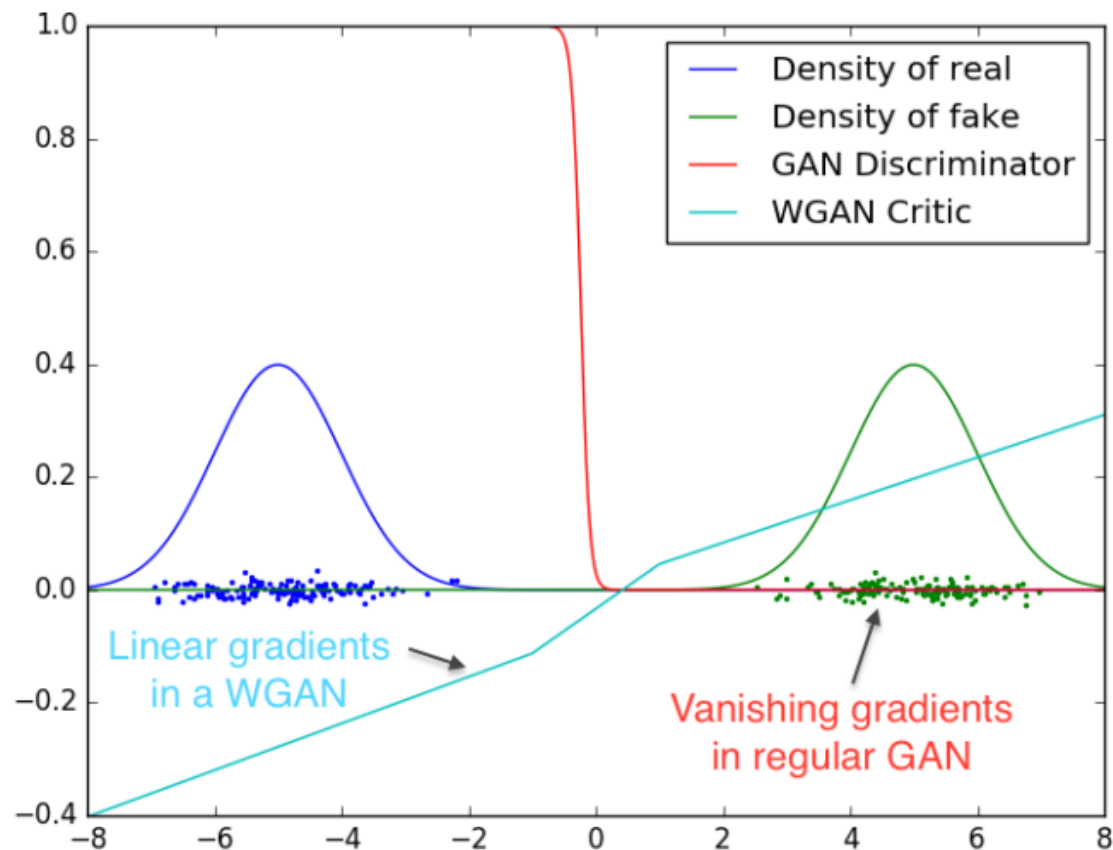 1.0
0.8
0.6
0.4
0.2
0.0
−0.2
−0.4
Density of real
Density of fake
GAN Discriminator
WGAN Critic
Linear gradients
in a WGAN
Vanishing gradients
in regular GAN
−8 −6 −4 −2 0 2 4 6 8